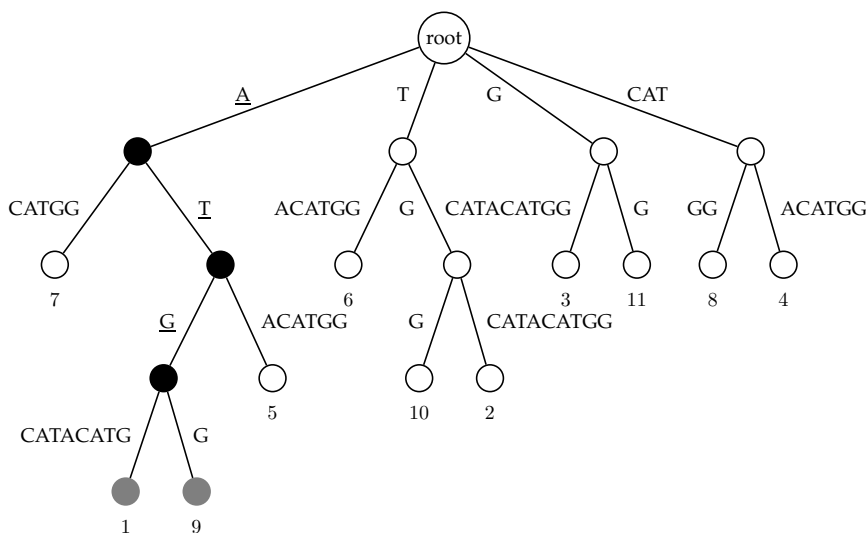 root
A T G CAT
CATGG T ACATGG G CATACATGG G GG ACATGG
7 6 3 11 8 4
G ACATGG G CATACATGG
5 10 2
CATACATG G
1 9